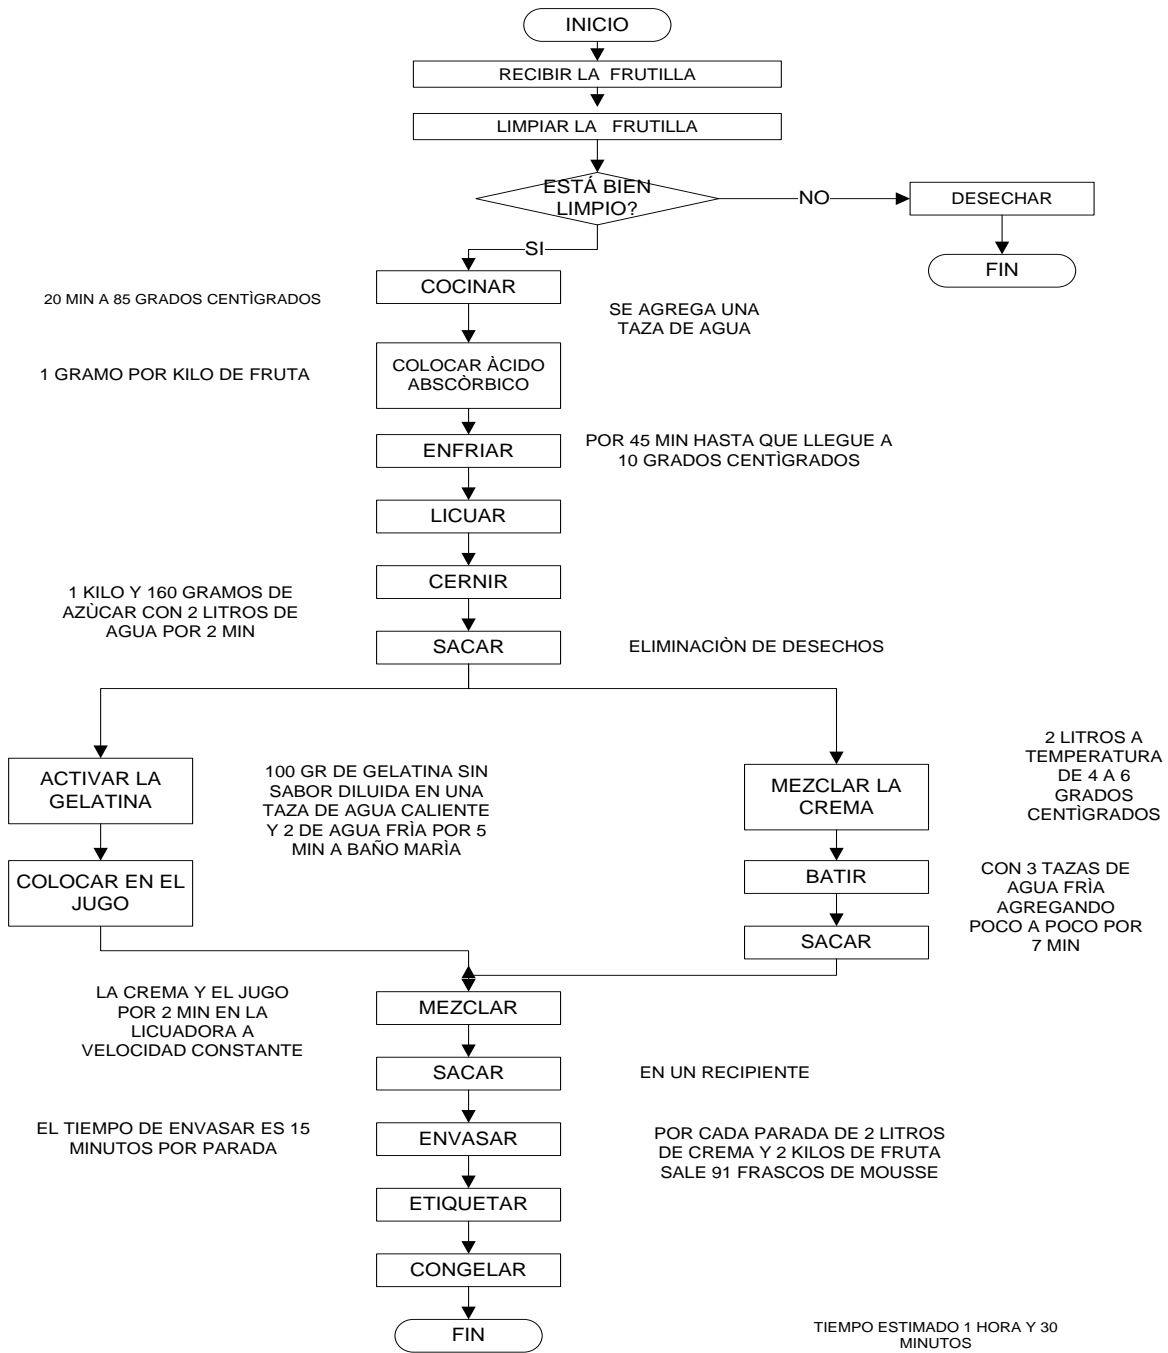 INICIO
RECIBIR LA FRUTILLA
LIMPIAR LA FRUTILLA
ESTÁ BIEN
LIMPIO?
NO
DESECHAR
FIN
SI
COCINAR
20 MIN A 85 GRADOS CENTÌGRADOS
SE AGREGA UNA
TAZA DE AGUA
COLOCAR ÀCIDO
ABSCÒRBICO
1 GRAMO POR KILO DE FRUTA
ENFRIAR
POR 45 MIN HASTA QUE LLEGUE A
10 GRADOS CENTÌGRADOS
LICUAR
CERNIR
1 KILO Y 160 GRAMOS DE
AZÙCAR CON 2 LITROS DE
AGUA POR 2 MIN
SACAR
ELIMINACIÒN DE DESECHOS
ACTIVAR LA
GELATINA
100 GR DE GELATINA SIN
SABOR DILUIDA EN UNA
TAZA DE AGUA CALIENTE
Y 2 DE AGUA FRÌA POR 5
MIN A BAÑO MARÌA
MEZCLAR LA
CREMA
2 LITROS A
TEMPERATURA
DE 4 A 6
GRADOS
CENTÌGRADOS
COLOCAR EN EL
JUGO
BATIR
CON 3 TAZAS DE
AGUA FRÌA
AGREGANDO
POCO A POCO POR
7 MIN
SACAR
LA CREMA Y EL JUGO
POR 2 MIN EN LA
LICUADORA A
VELOCIDAD CONSTANTE
MEZCLAR
SACAR
EN UN RECIPIENTE
EL TIEMPO DE ENVASAR ES 15
MINUTOS POR PARADA
ENVASAR
POR CADA PARADA DE 2 LITROS
DE CREMA Y 2 KILOS DE FRUTA
SALE 91 FRASCOS DE MOUSSE
ETIQUETAR
CONGELAR
FIN
TIEMPO ESTIMADO 1 HORA Y 30
MINUTOS